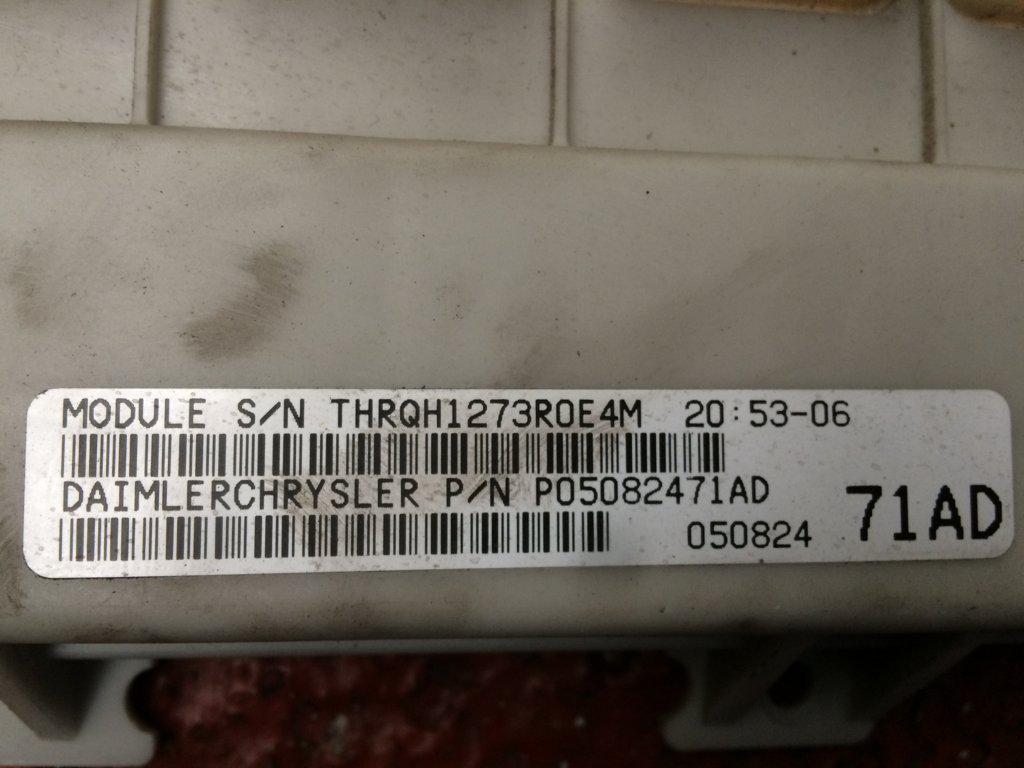 MODULE S/N THRQH1273R0E4M 20:53-06
DAIMLERCHRYSLER P/N P05082471AD
050824 71AD